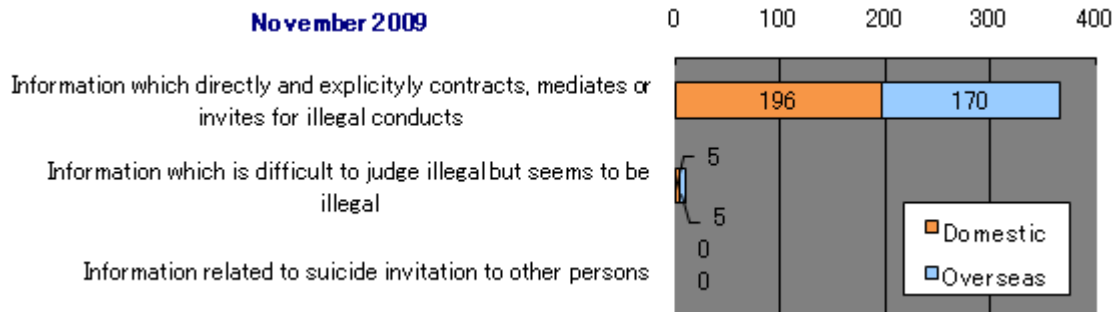 November 2009
0 100 200 300 400
Information which directly and explicityly contracts, mediates or
invites for illegal conducts
196 170
Information which is difficult to judge illegal but seems to be
illegal
5
5
Information related to suicide invitation to other persons
0
0
Domestic
Overseas